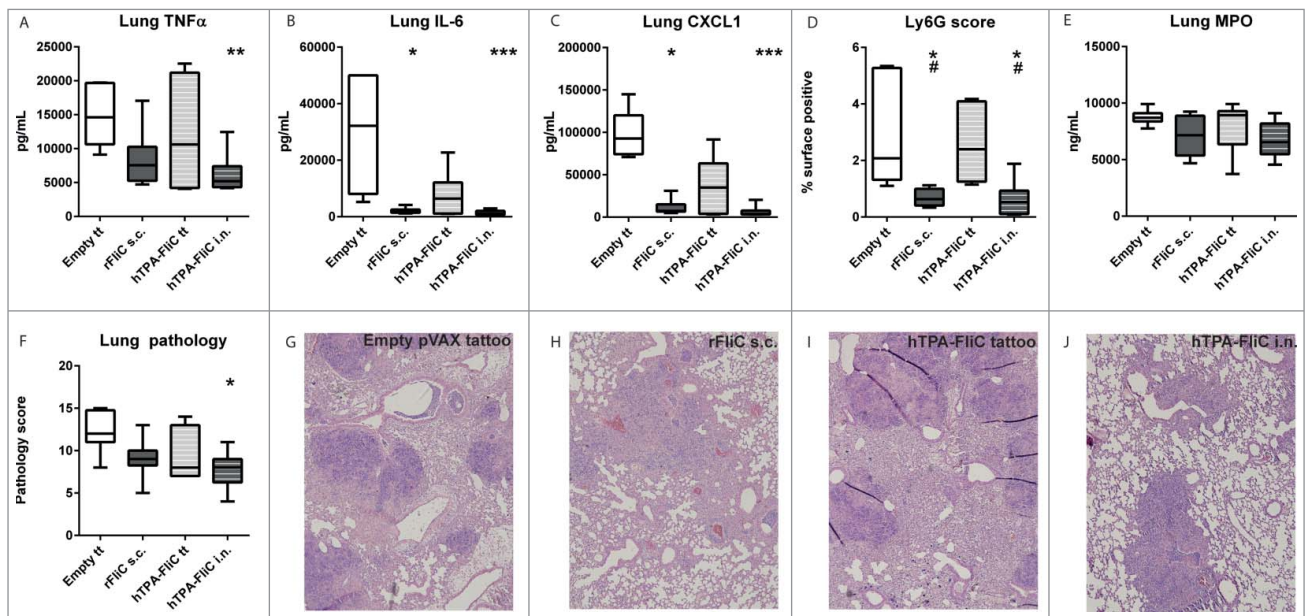 A
Lung TNFα
25000
20000
15000
10000
5000
0
pg/mL
**
Empty tt
rFliC s.c.
hTPA-FliC tt
hTPA-FliC i.n.
B
Lung IL-6
60000
40000
20000
0
pg/mL
*
***
Empty tt
rFliC s.c.
hTPA-FliC tt
hTPA-FliC i.n.
C
Lung CXCL1
200000
150000
100000
50000
0
pg/mL
*
***
Empty tt
rFliC s.c.
hTPA-FliC tt
hTPA-FliC i.n.
D
Ly6G score
6
4
2
0
% surface positive
*
#
*
#
Empty tt
rFliC s.c.
hTPA-FliC tt
hTPA-FliC i.n.
E
Lung MPO
15000
10000
5000
0
ng/mL
Empty tt
rFliC s.c.
hTPA-FliC tt
hTPA-FliC i.n.
F
Lung pathology
20
15
10
5
0
Pathology score
*
Empty tt
rFliC s.c.
hTPA-FliC tt
hTPA-FliC i.n.
G
Empty pVAX tattoo
H
rFliC s.c.
I
hTPA-FliC tattoo
J
hTPA-FliC i.n.